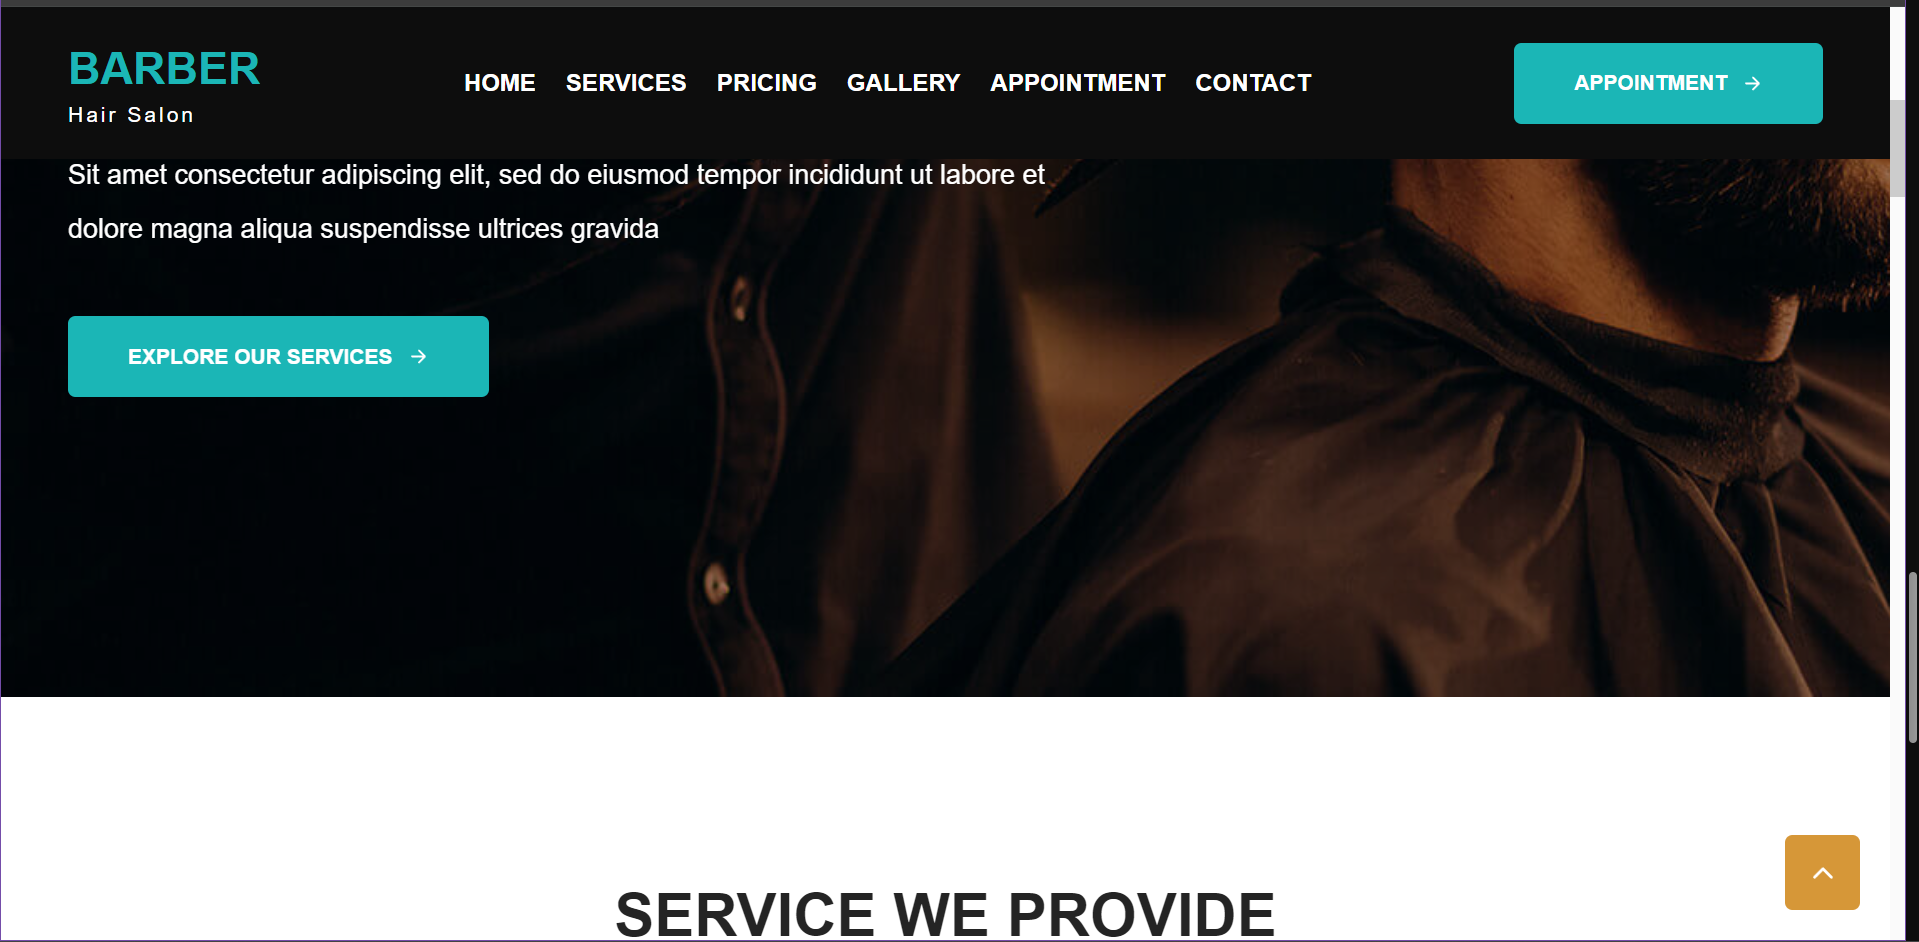 BARBER
Hair Salon
HOME SERVICES PRICING GALLERY APPOINTMENT CONTACT
APPOINTMENT →
Sit amet consectetur adipiscing elit, sed do eiusmod tempor incididunt ut labore et
dolore magna aliqua suspendisse ultrices gravida
EXPLORE OUR SERVICES →
SERVICE WE PROVIDE